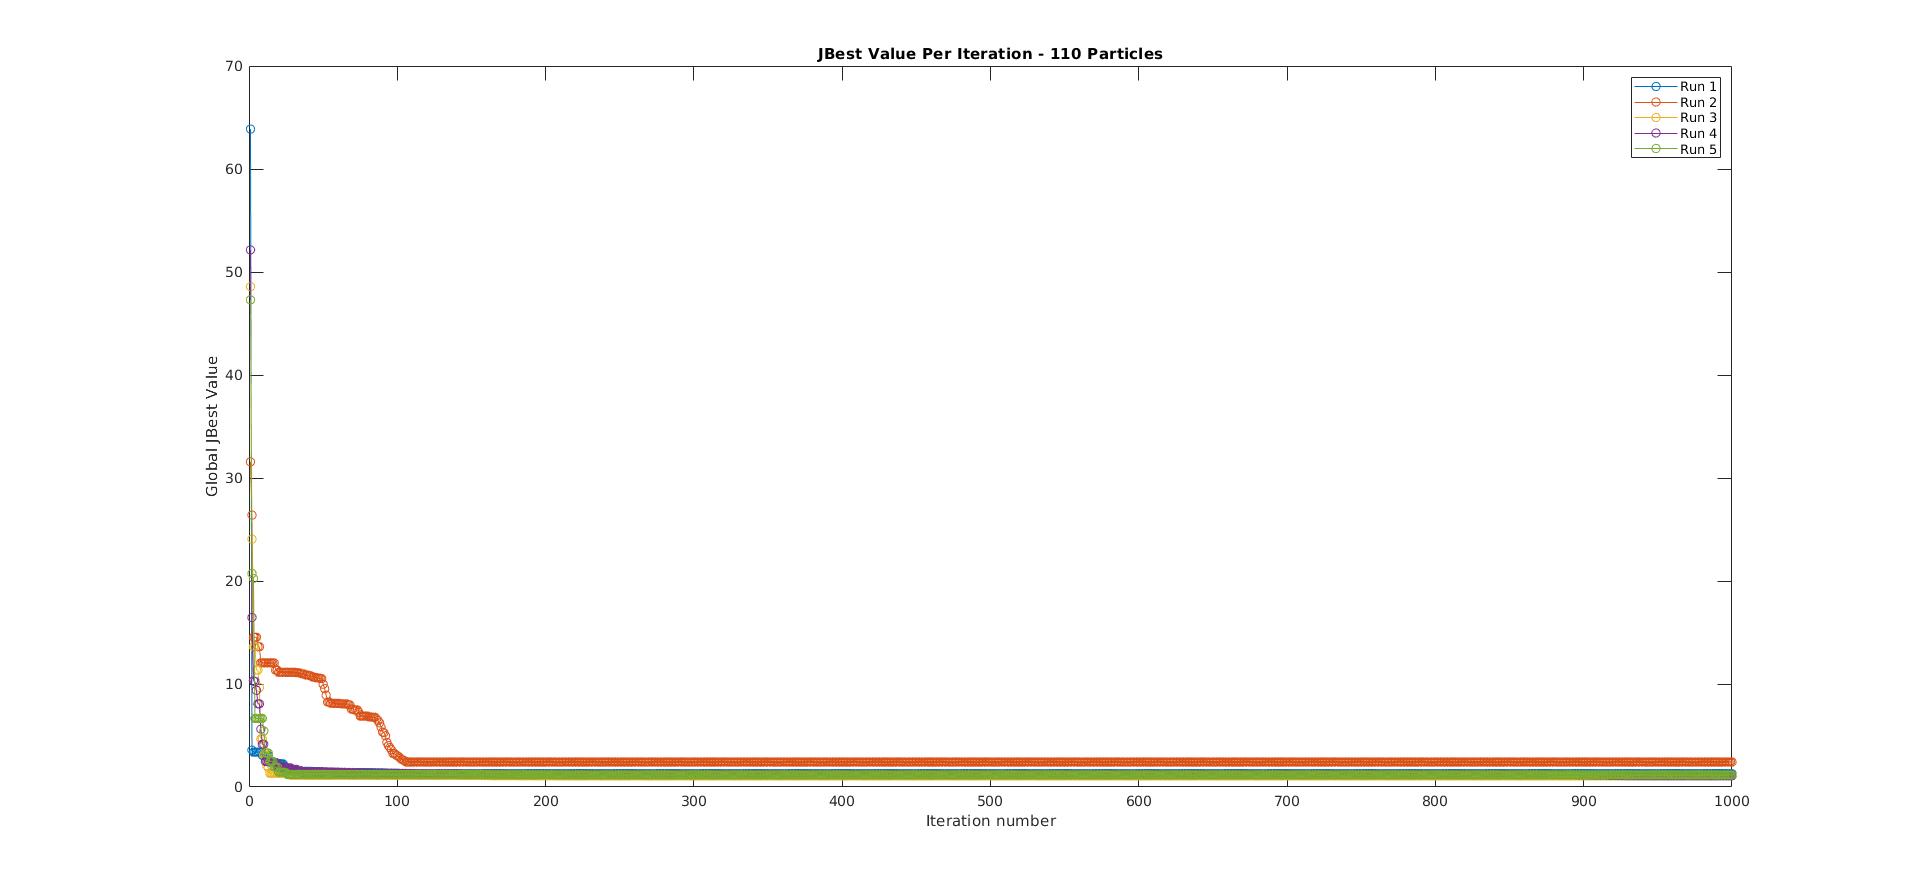 JBest Value Per Iteration - 110 Particles
70
60
50
40
30
20
10
0
Global JBest Value
Run 1
Run 2
Run 3
Run 4
Run 5
0 100 200 300 400 500 600 700 800 900 1000
Iteration number